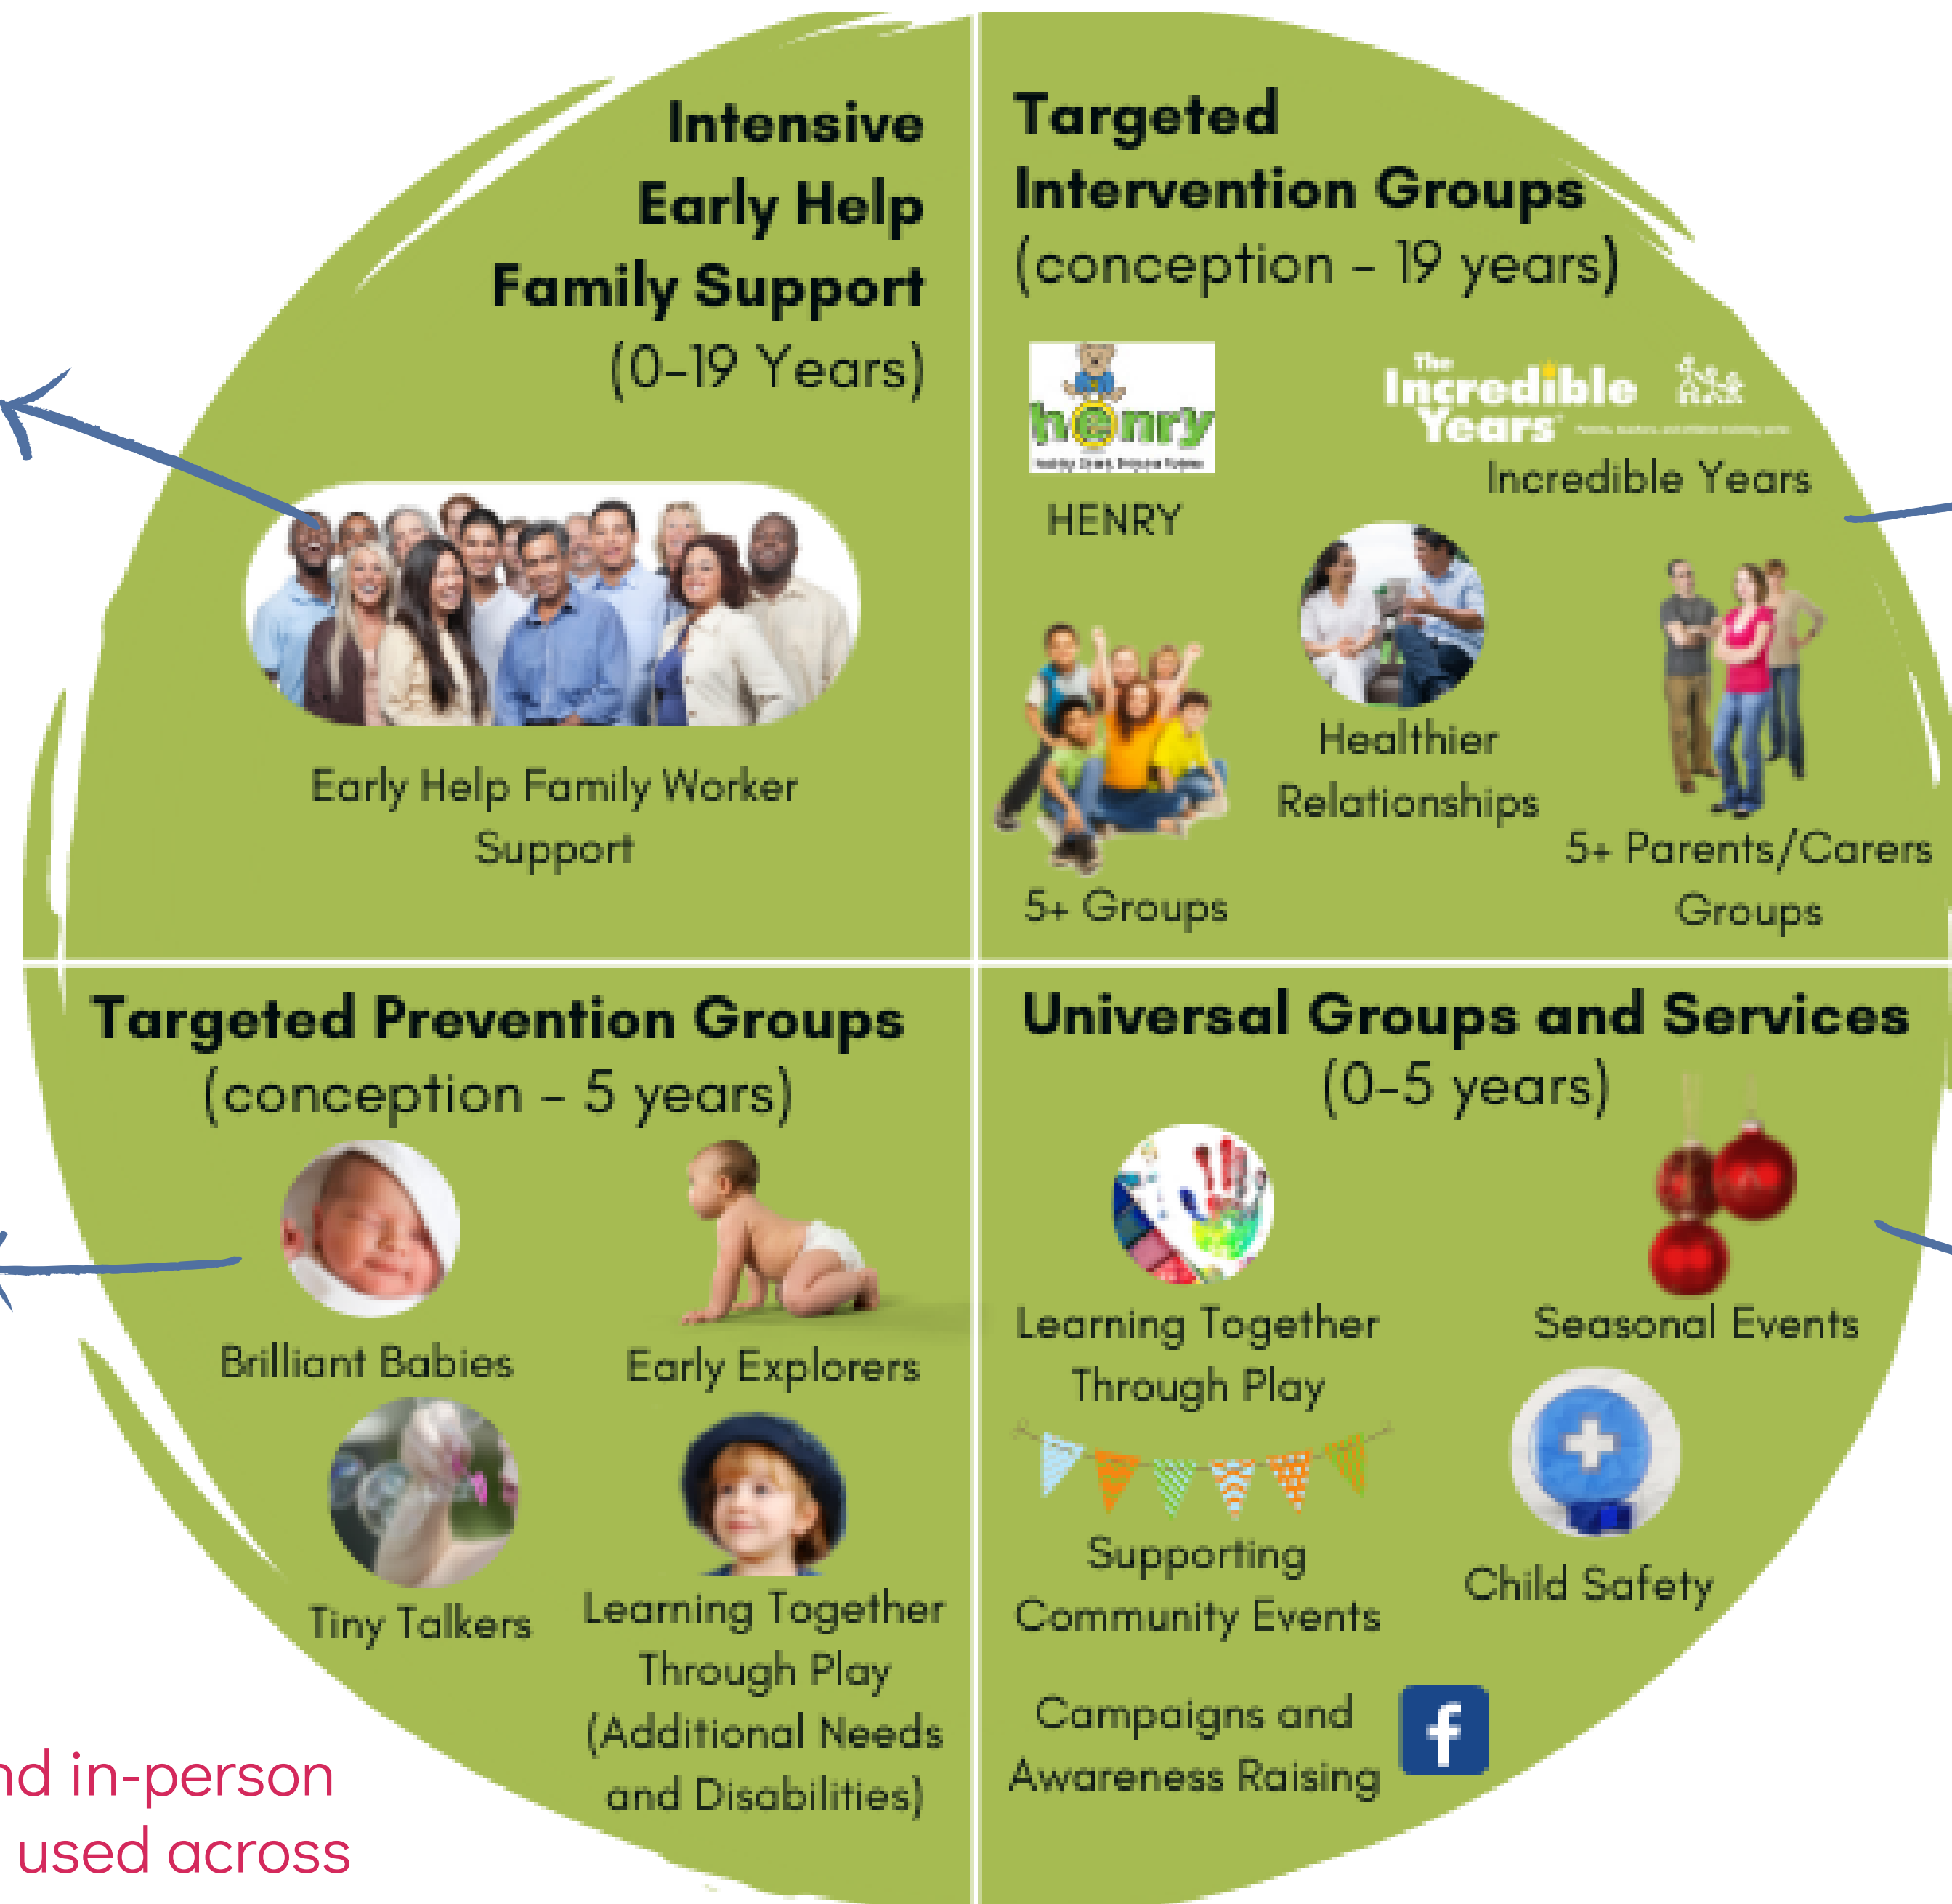 Intensive
Early Help
Family Support
(0-19 Years)
Early Help Family Worker
Support
Targeted
Intervention Groups
(conception - 19 years)
henry
HENRY
The
Incredible
Years
Incredible Years
Healthier
Relationships
5+ Groups
5+ Parents/Carers
Groups
Targeted Prevention Groups
(conception - 5 years)
Brilliant Babies
Early Explorers
Tiny Talkers
Learning Together
Through Play
(Additional Needs
and Disabilities)
Universal Groups and Services
(0-5 years)
Learning Together
Through Play
Seasonal Events
Supporting
Community Events
Child Safety
Campaigns and
Awareness Raising
f
nd in-person
used across